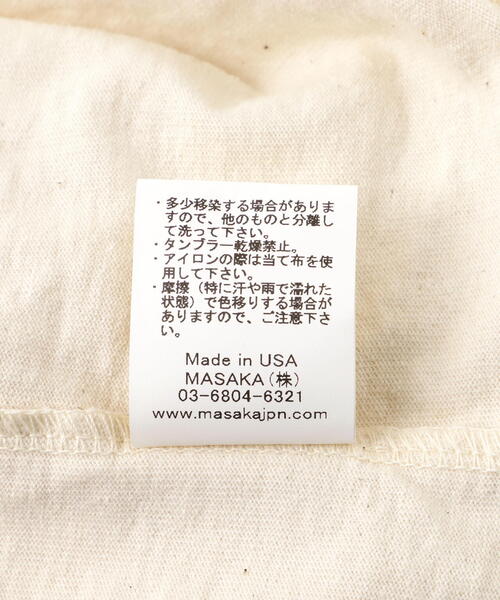 ・多少移染する場合がありま
すので、他のものと分離し
て洗って下さい。
・タンブラー乾燥禁止。
・アイロンの際は当て布を使
用して下さい。
・摩擦（特に汗や雨で濡れた
状態）で色移りする場合が
ありますので、ご注意下さ
い。
Made in USA
MASAKA（株）
03-6804-6321
www.masakajpn.com